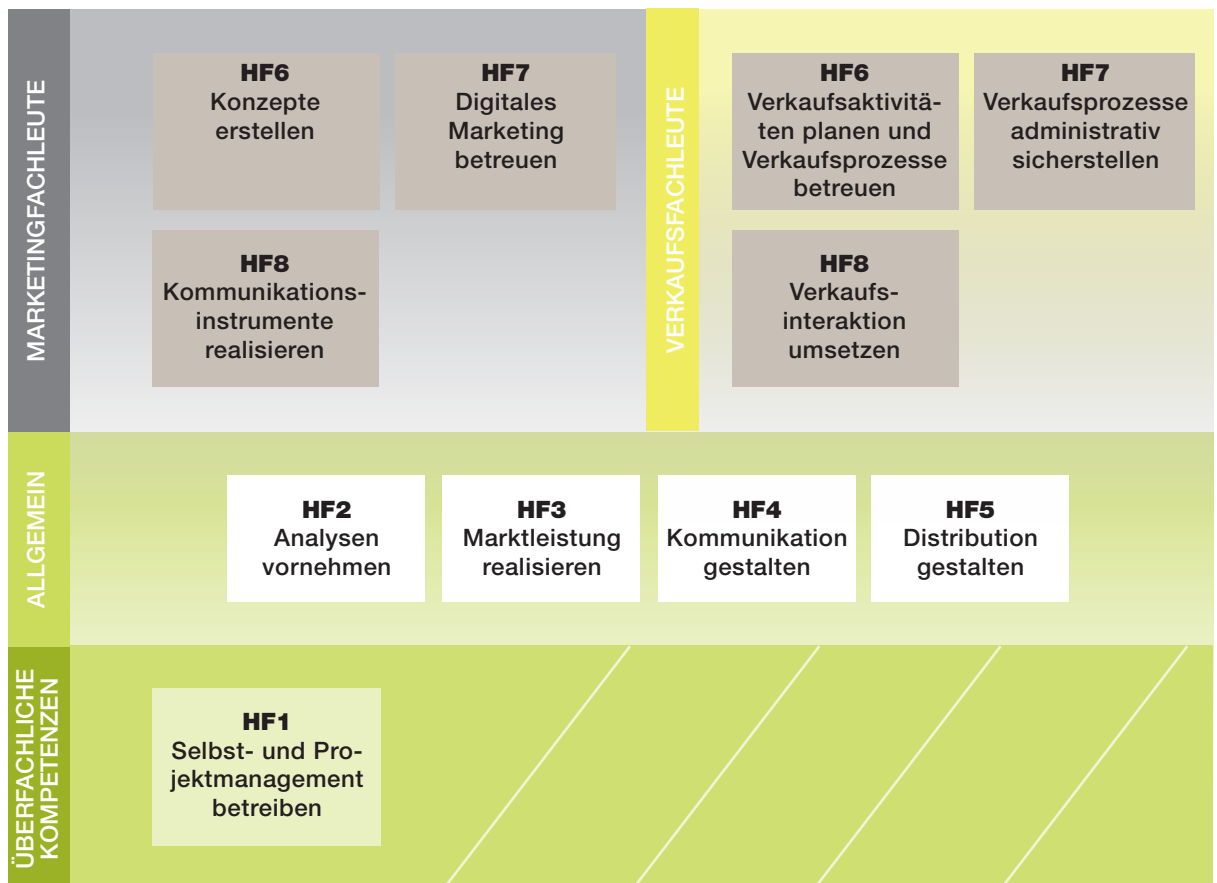 MARKETINGFACHLEUTE
HF6
Konzepte
erstellen
HF7
Digitales
Marketing
betreuen
HF8
Kommunikations-
instrumente
realisieren
VERKAUFSFACHLEUTE
HF6
Verkaufsaktivitä-
ten planen und
Verkaufsprozesse
betreuen
HF7
Verkaufsprozesse
administrativ
sicherstellen
HF8
Verkaufs-
interaktion
umsetzen
ALLGEMEIN
HF2
Analysen
vornehmen
HF3
Marktleistung
realisieren
HF4
Kommunikation
gestalten
HF5
Distribution
gestalten
ÜBERFACHLICHE
KOMPETENZEN
HF1
Selbst- und Pro-
jektmanagement
betreiben